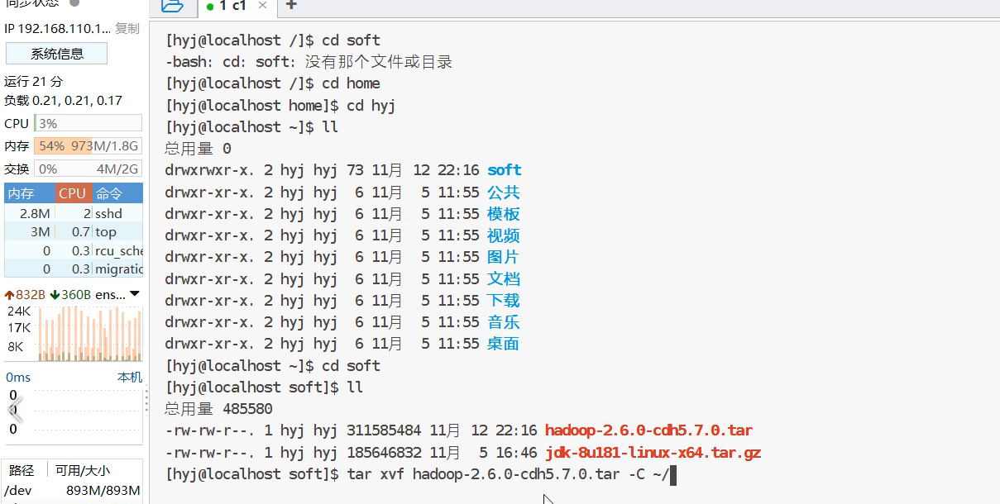 同步状态
IP 192.168.110.1... 复制
系统信息
运行 21 分
负载 0.21, 0.21, 0.17
CPU 3%
内存 54% 973M/1.8G
交换 0% 4M/2G
内存 CPU 命令
2.8M 2 sshd
3M 0.7 top
0 0.3 rcu_sche
0 0.3 migratio
832B 360B ens...
24K
17K
8K
0ms 本机
0
0
0
路径 可用/大小
/dev 893M/893M
1 c1 × +
[hyj@localhost /]$ cd soft
-bash: cd: soft: 没有那个文件或目录
[hyj@localhost /]$ cd home
[hyj@localhost home]$ cd hyj
[hyj@localhost ~]$ ll
总用量 0
drwxrwxr-x. 2 hyj hyj 73 11月 12 22:16 soft
drwxr-xr-x. 2 hyj hyj  6 11月  5 11:55 公共
drwxr-xr-x. 2 hyj hyj  6 11月  5 11:55 模板
drwxr-xr-x. 2 hyj hyj  6 11月  5 11:55 视频
drwxr-xr-x. 2 hyj hyj  6 11月  5 11:55 图片
drwxr-xr-x. 2 hyj hyj  6 11月  5 11:55 文档
drwxr-xr-x. 2 hyj hyj  6 11月  5 11:55 下载
drwxr-xr-x. 2 hyj hyj  6 11月  5 11:55 音乐
drwxr-xr-x. 2 hyj hyj  6 11月  5 11:55 桌面
[hyj@localhost ~]$ cd soft
[hyj@localhost soft]$ ll
总用量 485580
-rw-rw-r--. 1 hyj hyj 311585484 11月 12 22:16 hadoop-2.6.0-cdh5.7.0.tar
-rw-rw-r--. 1 hyj hyj 185646832 11月  5 16:46 jdk-8u181-linux-x64.tar.gz
[hyj@localhost soft]$ tar xvf hadoop-2.6.0-cdh5.7.0.tar -C ~/